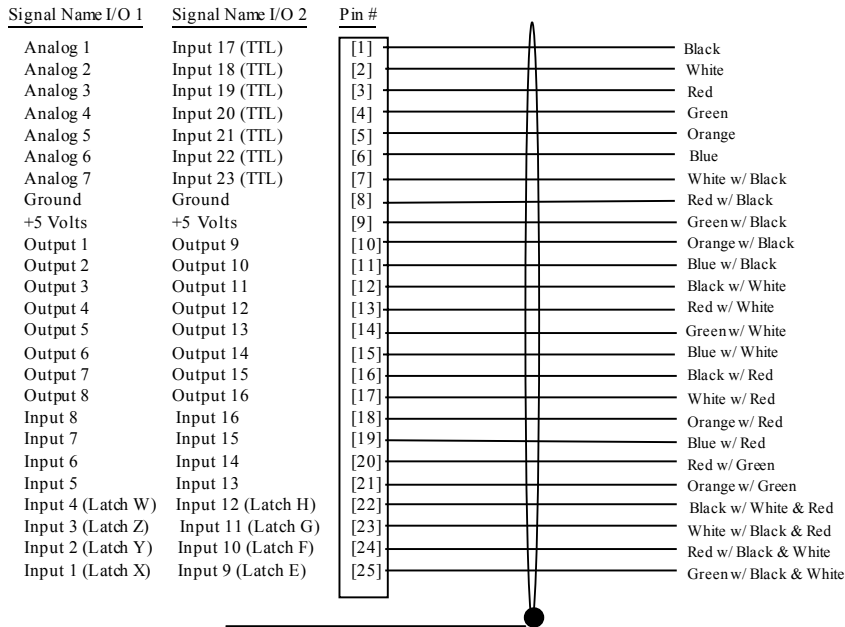 Signal Name I/O 1 Signal Name I/O 2 Pin #
Analog 1 Input 17 (TTL) [1] Black
Analog 2 Input 18 (TTL) [2] White
Analog 3 Input 19 (TTL) [3] Red
Analog 4 Input 20 (TTL) [4] Green
Analog 5 Input 21 (TTL) [5] Orange
Analog 6 Input 22 (TTL) [6] Blue
Analog 7 Input 23 (TTL) [7] White w/ Black
Ground Ground [8] Red w/ Black
+5 Volts +5 Volts [9] Green w/ Black
Output 1 Output 9 [10] Orange w/ Black
Output 2 Output 10 [11] Blue w/ Black
Output 3 Output 11 [12] Black w/ White
Output 4 Output 12 [13] Red w/ White
Output 5 Output 13 [14] Green w/ White
Output 6 Output 14 [15] Blue w/ White
Output 7 Output 15 [16] Black w/ Red
Output 8 Output 16 [17] White w/ Red
Input 8 Input 16 [18] Orange w/ Red
Input 7 Input 15 [19] Blue w/ Red
Input 6 Input 14 [20] Red w/ Green
Input 5 Input 13 [21] Orange w/ Green
Input 4 (Latch W) Input 12 (Latch H) [22] Black w/ White & Red
Input 3 (Latch Z) Input 11 (Latch G) [23] White w/ Black & Red
Input 2 (Latch Y) Input 10 (Latch F) [24] Red w/ Black & White
Input 1 (Latch X) Input 9 (Latch E) [25] Green w/ Black & White